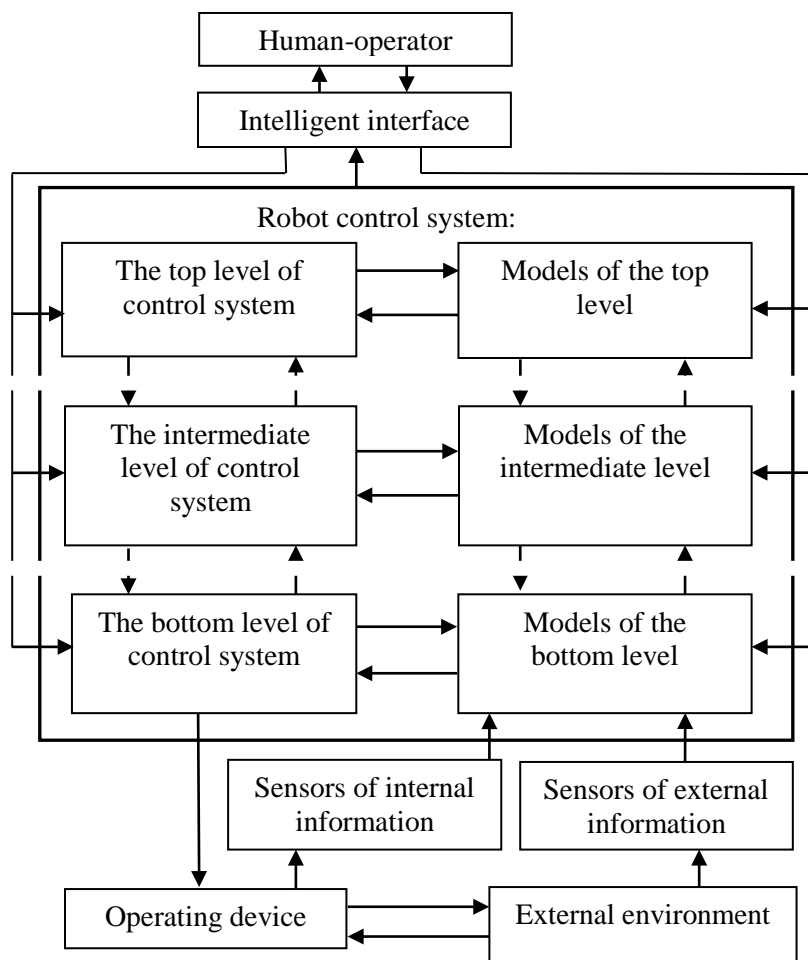 Human-operator
Intelligent interface
Robot control system:
The top level of
control system
Models of the top
level
The intermediate
level of control
system
Models of the
intermediate level
The bottom level of
control system
Models of the
bottom level
Sensors of internal
information
Sensors of external
information
Operating device
External environment